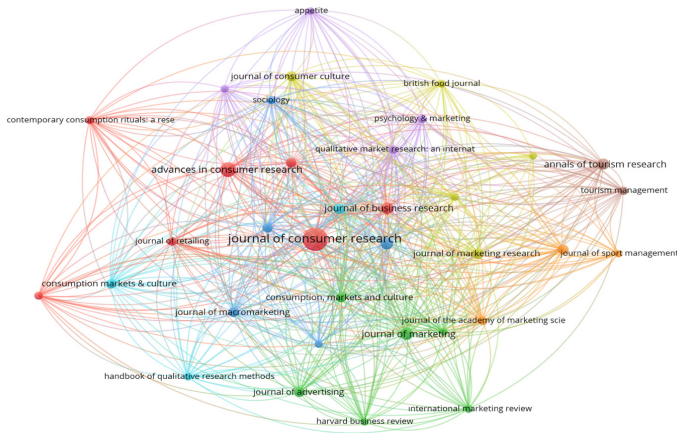 appetite
journal of consumer culture
british food journal
sociology
contemporary consumption rituals: a rese
psychology & marketing
qualitative market research: an internat
advances in consumer research
annals of tourism research
tourism management
journal of business research
journal of consumer research
journal of retailing
journal of marketing research
journal of sport management
consumption markets & culture
consumption, markets and culture
journal of macromarketing
journal of the academy of marketing scie
journal of marketing
handbook of qualitative research methods
journal of advertising
international marketing review
harvard business review